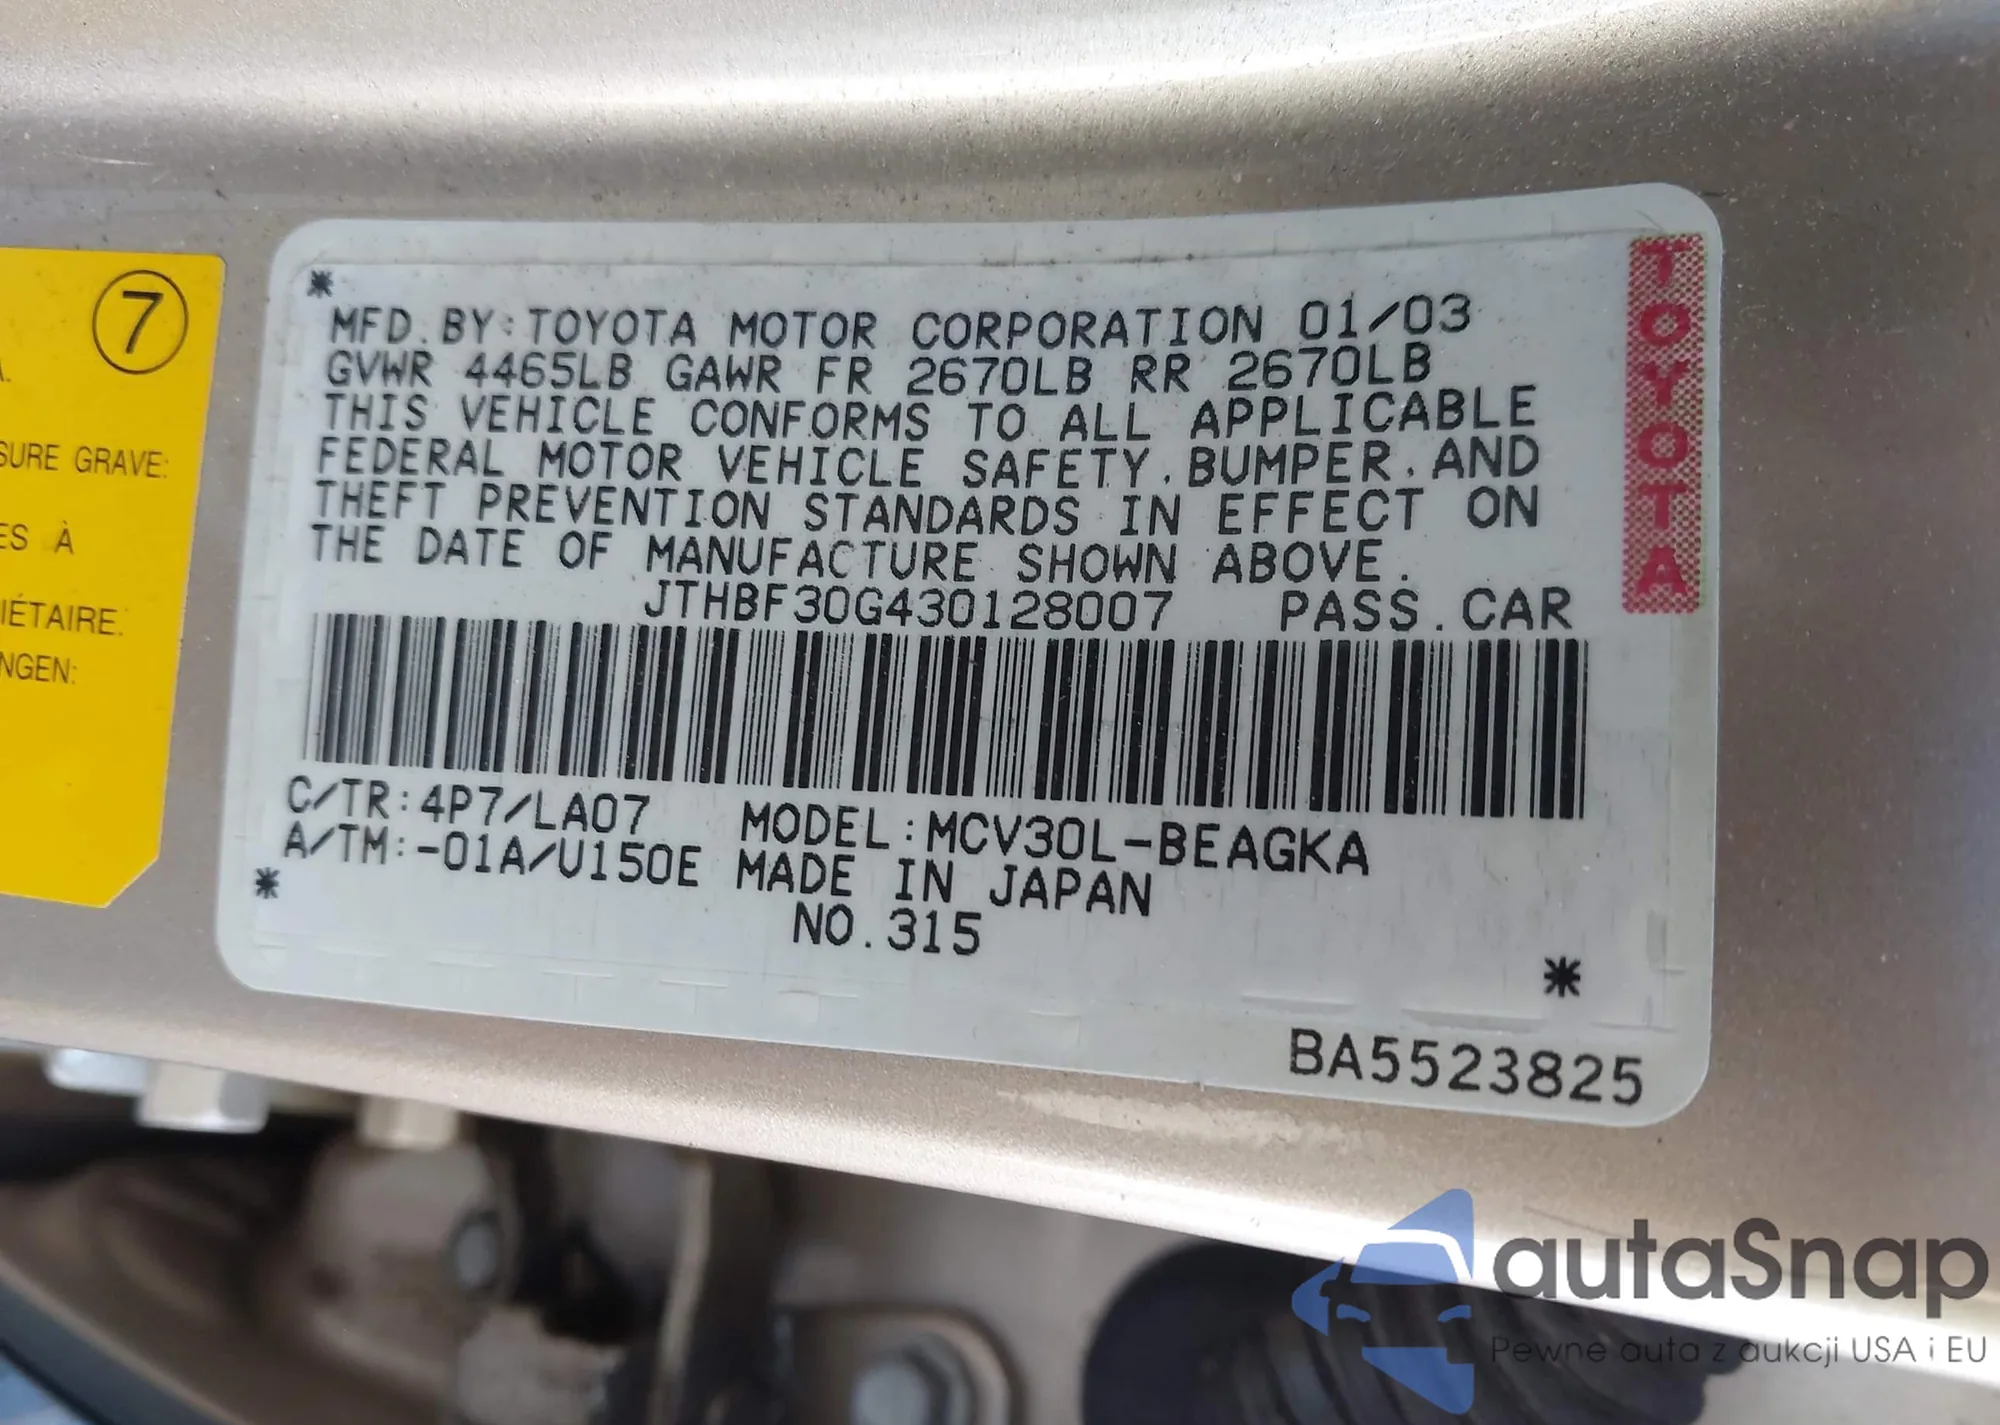 7
A.
SURE GRAVE:
ES À
IÉTAIRE:
NGEN:
*
MFD. BY: TOYOTA MOTOR CORPORATION 01/03
GVWR 4465LB GAWR FR 2670LB RR 2670LB
THIS VEHICLE CONFORMS TO ALL APPLICABLE
FEDERAL MOTOR VEHICLE SAFETY, BUMPER, AND
THEFT PREVENTION STANDARDS IN EFFECT ON
THE DATE OF MANUFACTURE SHOWN ABOVE.
JTHBF30G430128007 PASS. CAR
C/TR: 4P7/LA07 MODEL: MCV30L-BEAGKA
A/TM: -01A/U150E MADE IN JAPAN
* NO. 315
*
BA5523825
TOYOTA
autaSnap
Pewne auta z aukcji USA i EU